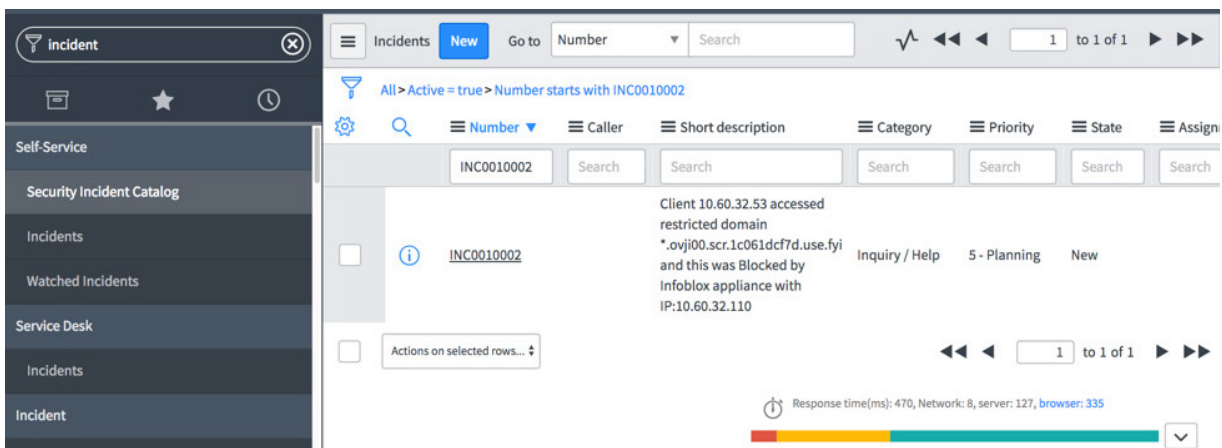 incident
Self-Service
Security Incident Catalog
Incidents
Watched Incidents
Service Desk
Incidents
Incident
Incidents New Go to Number Search 1 to 1 of 1
All > Active = true > Number starts with INC0010002
Number Caller Short description Category Priority State Assign
INC0010002 Search Search Search Search Search Search
Client 10.60.32.53 accessed
restricted domain
*.ovji00.scr.1c061dcf7d.use.fyi
and this was Blocked by
Infoblox appliance with
IP:10.60.32.110
INC0010002 Inquiry / Help 5 - Planning New
Actions on selected rows... 1 to 1 of 1
Response time(ms): 470, Network: 8, server: 127, browser: 335